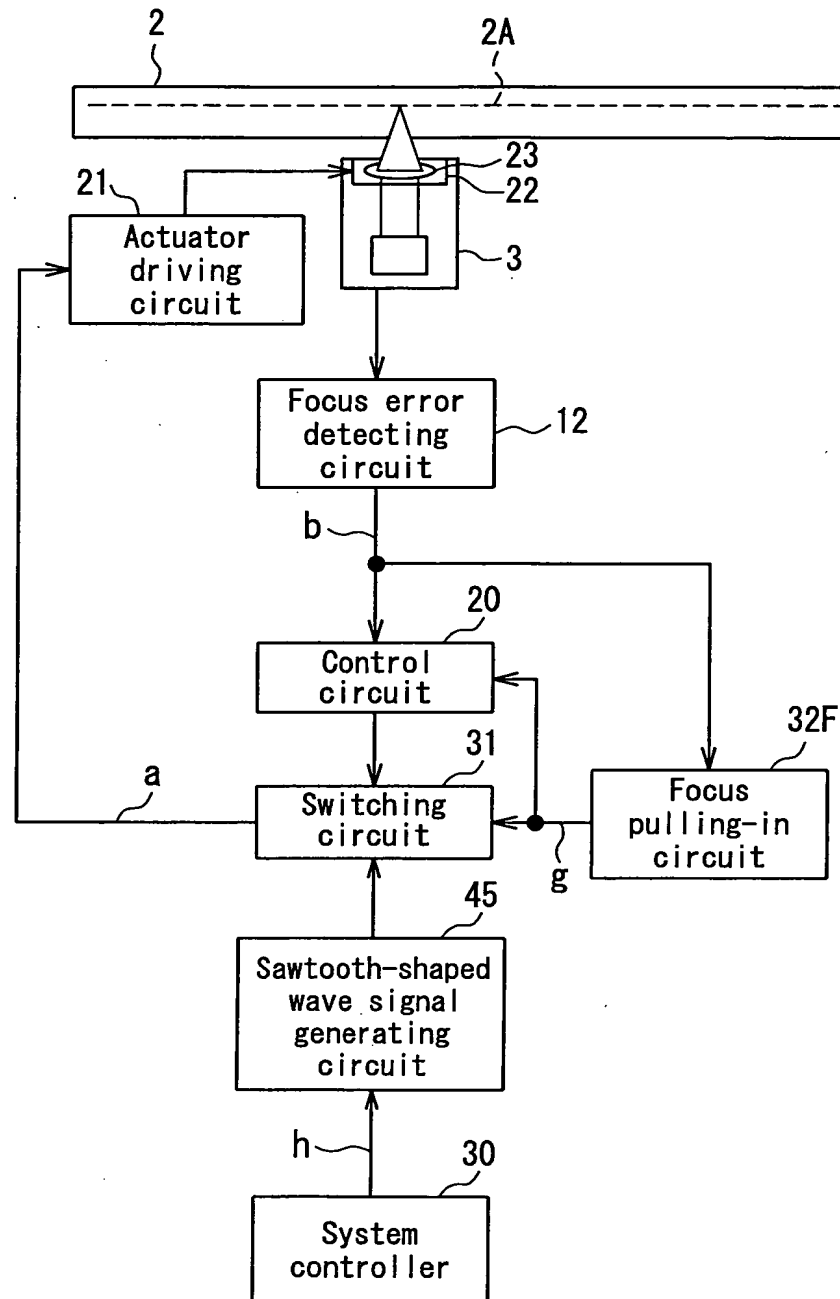 2
2A
23
22
21
Actuator
driving
circuit
3
Focus error
detecting
circuit
12
b
20
Control
circuit
32F
31
a
Switching
circuit
Focus
pulling-in
circuit
g
45
Sawtooth-shaped
wave signal
generating
circuit
h
30
System
controller